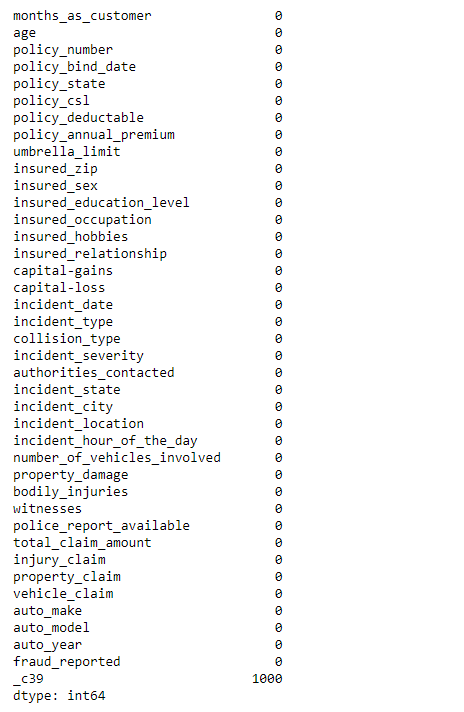 months_as_customer 0
age 0
policy_number 0
policy_bind_date 0
policy_state 0
policy_csl 0
policy_deductable 0
policy_annual_premium 0
umbrella_limit 0
insured_zip 0
insured_sex 0
insured_education_level 0
insured_occupation 0
insured_hobbies 0
insured_relationship 0
capital-gains 0
capital-loss 0
incident_date 0
incident_type 0
collision_type 0
incident_severity 0
authorities_contacted 0
incident_state 0
incident_city 0
incident_location 0
incident_hour_of_the_day 0
number_of_vehicles_involved 0
property_damage 0
bodily_injuries 0
witnesses 0
police_report_available 0
total_claim_amount 0
injury_claim 0
property_claim 0
vehicle_claim 0
auto_make 0
auto_model 0
auto_year 0
fraud_reported 0
_c39 1000
dtype: int64